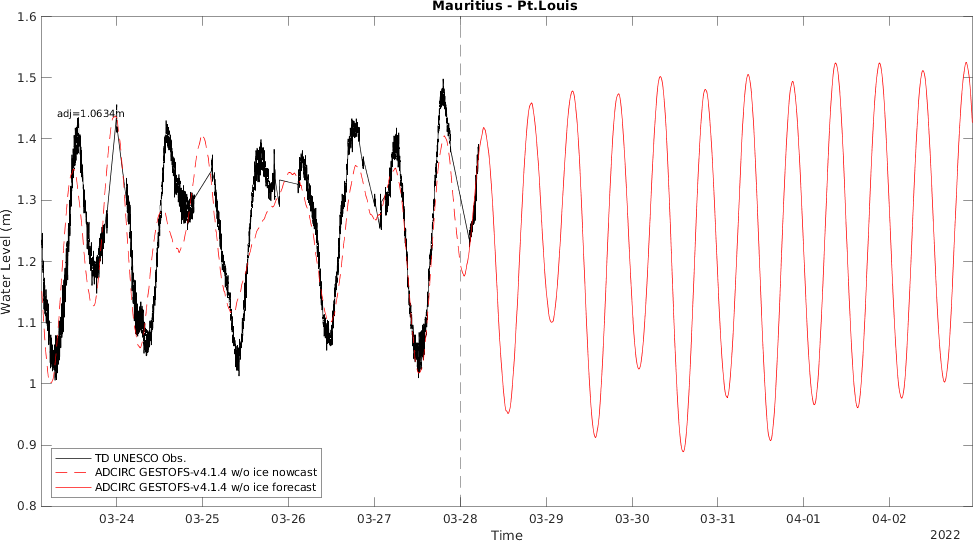 Mauritius - Pt.Louis
1.6
1.5
1.4
1.3
1.2
1.1
1
0.9
0.8
Water Level (m)
adj=1.0634m
TD UNESCO Obs.
ADCIRC GESTOFS-v4.1.4 w/o ice nowcast
ADCIRC GESTOFS-v4.1.4 w/o ice forecast
03-24 03-25 03-26 03-27 03-28 03-29 03-30 03-31 04-01 04-02
Time
2022